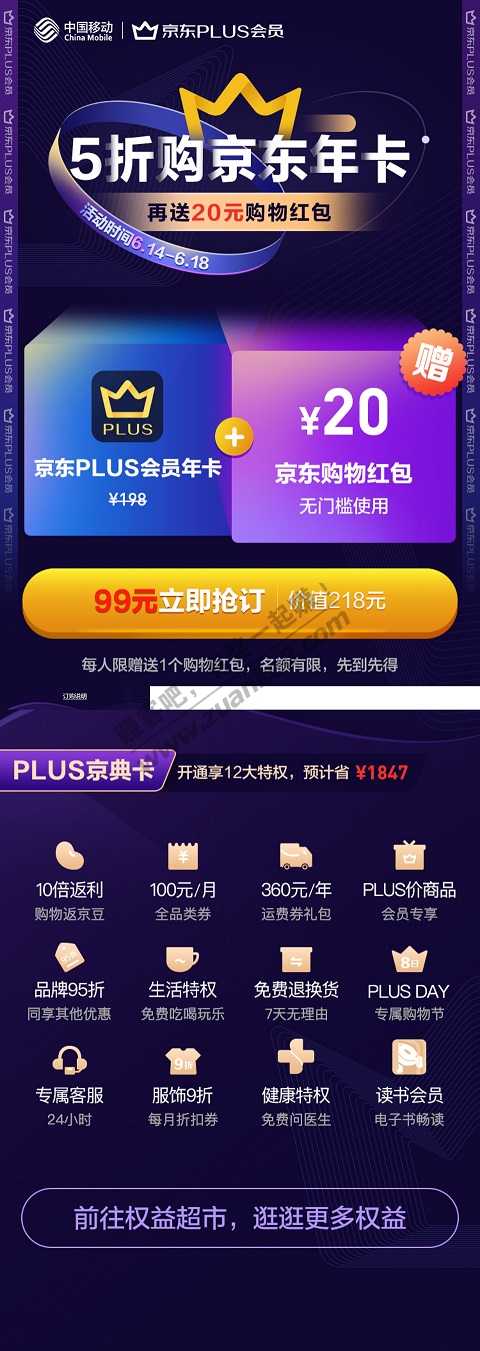 中国移动
China Mobile
京东PLUS会员
5折购京东年卡
再送20元购物红包
活动时间6.14-6.18
赠
PLUS
京东PLUS会员年卡
¥198
+
¥20
京东购物红包
无门槛使用
99元立即抢订
价值218元
每人限赠送1个购物红包，名额有限，先到先得
订购说明
PLUS京典卡
开通享12大特权，预计省 ¥1847
10倍返利
100元/月
360元/年
PLUS价商品
购物返京豆
全品类券
运费券礼包
会员专享
品牌95折
生活特权
免费退换货
PLUS DAY
同享其他优惠
免费吃喝玩乐
7天无理由
专属购物节
专属客服
服饰9折
健康特权
读书会员
24小时
每月折扣券
免费问医生
电子书畅读
前往权益超市，逛逛更多权益